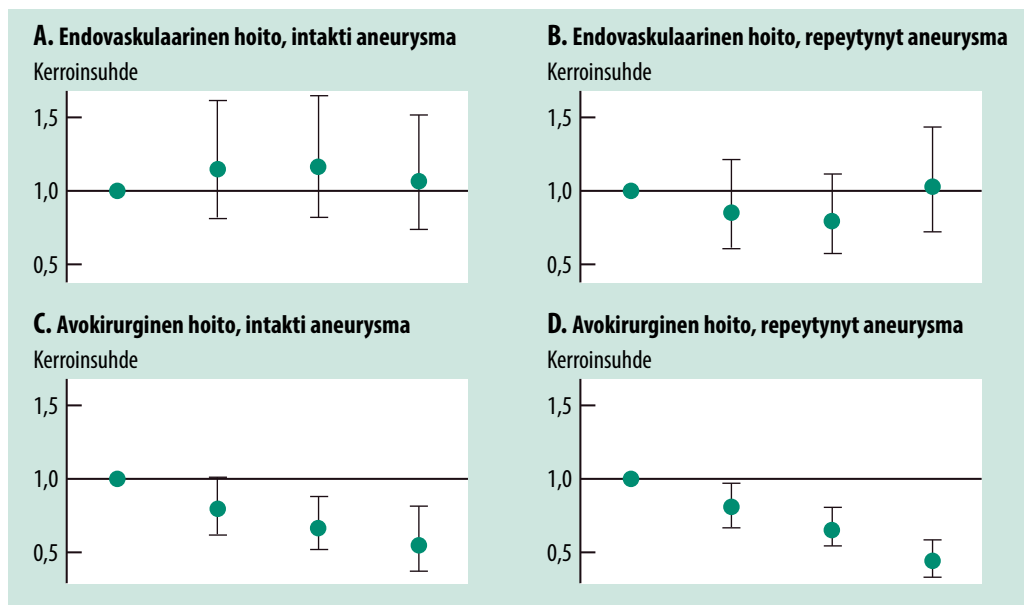 A. Endovaskulaarinen hoito, intakti aneurysma
Kerroinsuhde
1,5
1,0
0,5
B. Endovaskulaarinen hoito, repeytynyt aneurysma
Kerroinsuhde
1,5
1,0
0,5
C. Avokirurginen hoito, intakti aneurysma
Kerroinsuhde
1,5
1,0
0,5
D. Avokirurginen hoito, repeytynyt aneurysma
Kerroinsuhde
1,5
1,0
0,5